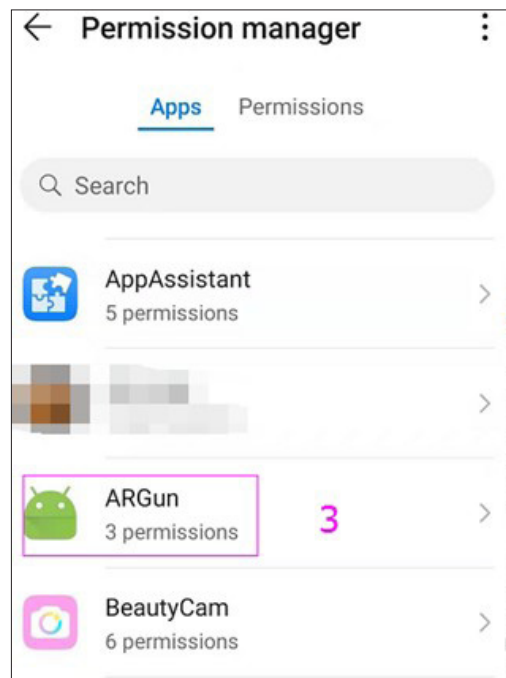 Permission manager
Apps Permissions
Search
AppAssistant
5 permissions
ARGun
3 permissions
3
BeautyCam
6 permissions